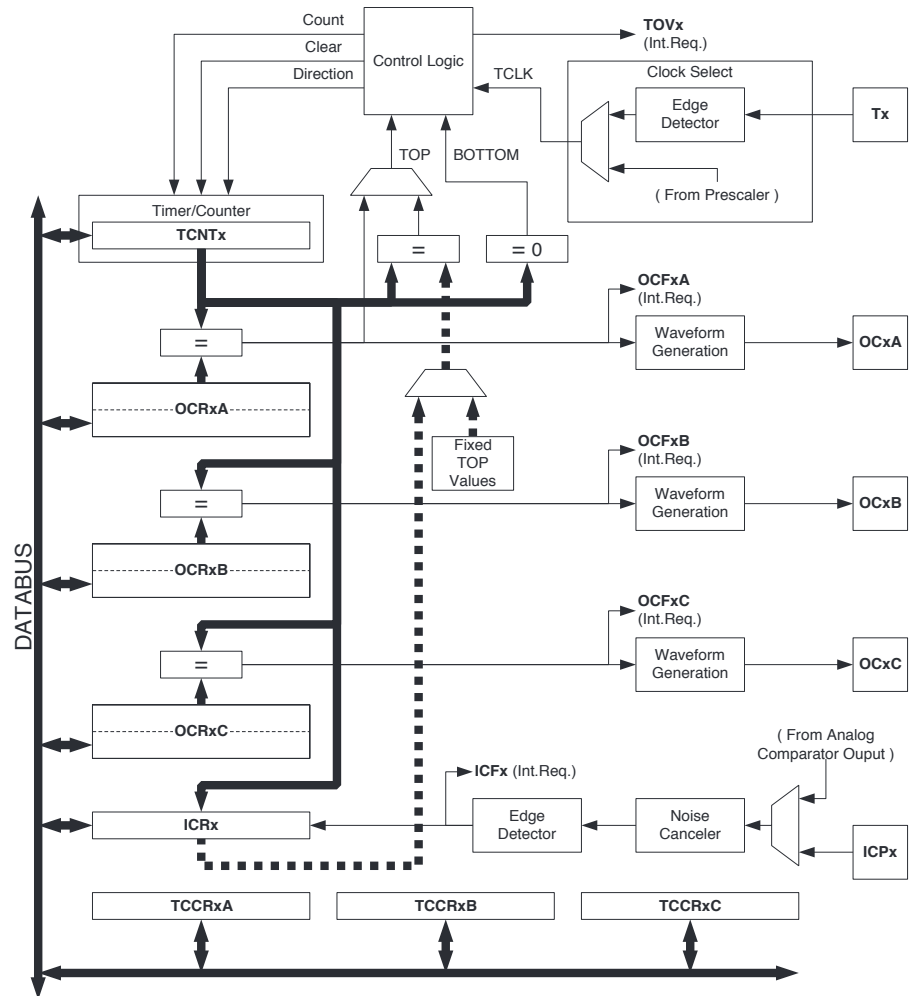 Count
Clear
Direction
Control Logic
TOVx
(Int.Req.)
TCLK
Clock Select
Edge
Detector
Tx
( From Prescaler )
TOP
BOTTOM
Timer/Counter
TCNTx
=
= 0
=
OCFxA
(Int.Req.)
Waveform
Generation
OCxA
OCRxA
Fixed
TOP
Values
OCFxB
(Int.Req.)
=
Waveform
Generation
OCxB
OCRxB
DATABUS
OCFxC
(Int.Req.)
=
Waveform
Generation
OCxC
OCRxC
( From Analog
Comparator Ouput )
ICFx (Int.Req.)
ICRx
Edge
Detector
Noise
Canceler
ICPx
TCCRxA
TCCRxB
TCCRxC